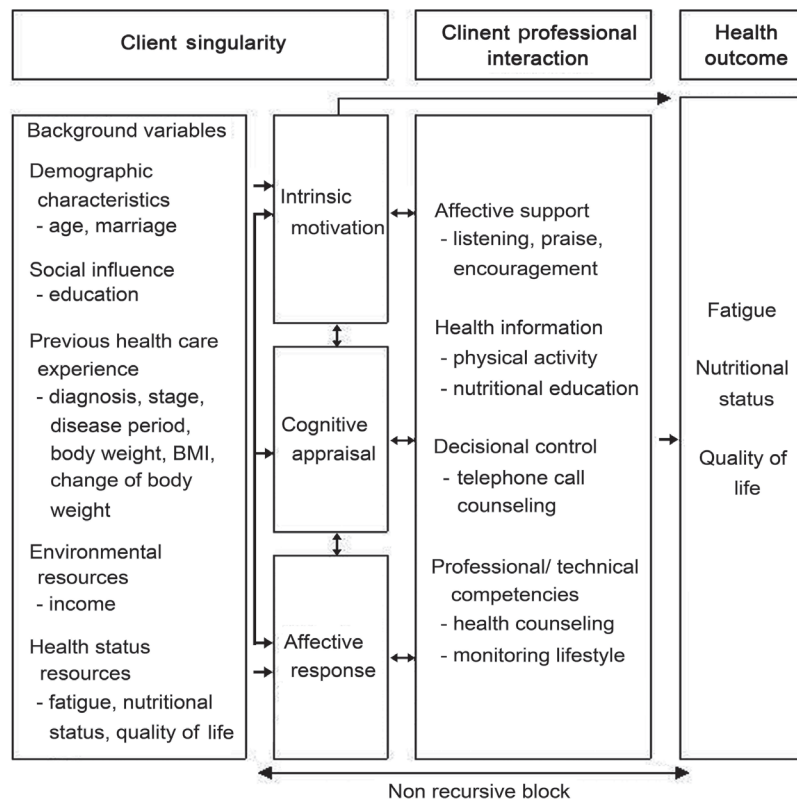 Client singularity
Clinent professional
interaction
Health
outcome
Background variables
Demographic
characteristics
- age, marriage
Social influence
- education
Previous health care
experience
- diagnosis, stage,
disease period,
body weight, BMI,
change of body
weight
Environmental
resources
- income
Health status
resources
- fatigue, nutritional
status, quality of life
Intrinsic
motivation
Cognitive
appraisal
Affective
response
Affective support
- listening, praise,
encouragement
Health information
- physical activity
- nutritional education
Decisional control
- telephone call
counseling
Professional/ technical
competencies
- health counseling
- monitoring lifestyle
Fatigue
Nutritional
status
Quality of
life
Non recursive block